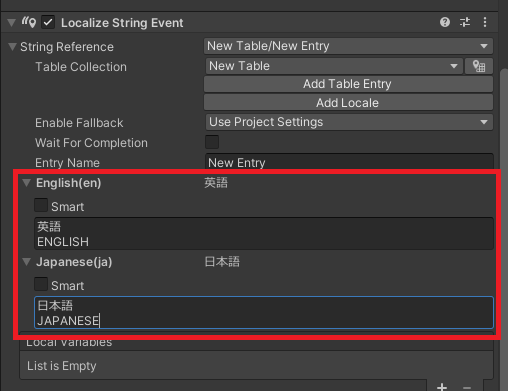 Localize String Event
String Reference
New Table/New Entry
Table Collection
New Table
Add Table Entry
Add Locale
Enable Fallback
Use Project Settings
Wait For Completion
Entry Name
New Entry
English(en)
英語
Smart
英語
ENGLISH
Japanese(ja)
日本語
Smart
日本語
JAPANESE
Local Variables
List is Empty